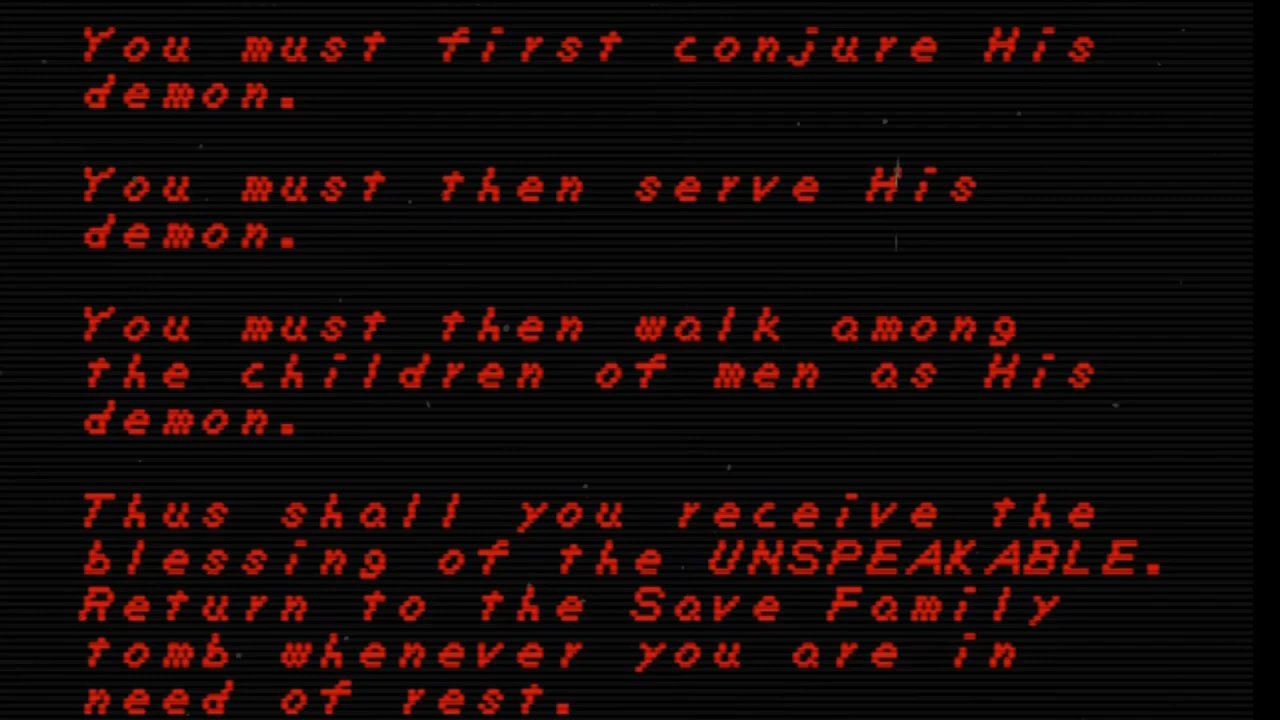 You must first conjure His
demon.
You must then serve His
demon.
You must then walk among
the children of men as His
demon.
Thus shall you receive the
blessing of the UNSPEAKABLE.
Return to the Save Family
tomb whenever you are in
need of rest.